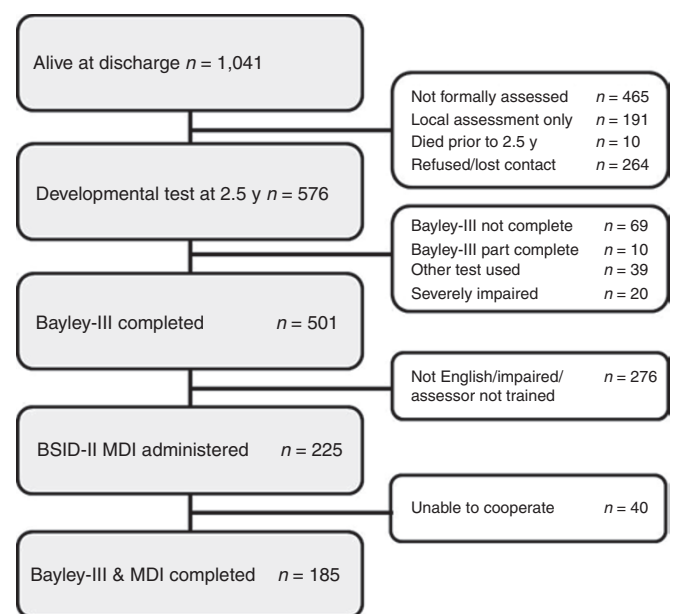 Alive at discharge n = 1,041
Not formally assessed n = 465
Local assessment only n = 191
Died prior to 2.5 y n = 10
Refused/lost contact n = 264
Developmental test at 2.5 y n = 576
Bayley-III not complete n = 69
Bayley-III part complete n = 10
Other test used n = 39
Severely impaired n = 20
Bayley-III completed n = 501
Not English/impaired/ n = 276
assessor not trained
BSID-II MDI administered n = 225
Unable to cooperate n = 40
Bayley-III & MDI completed n = 185